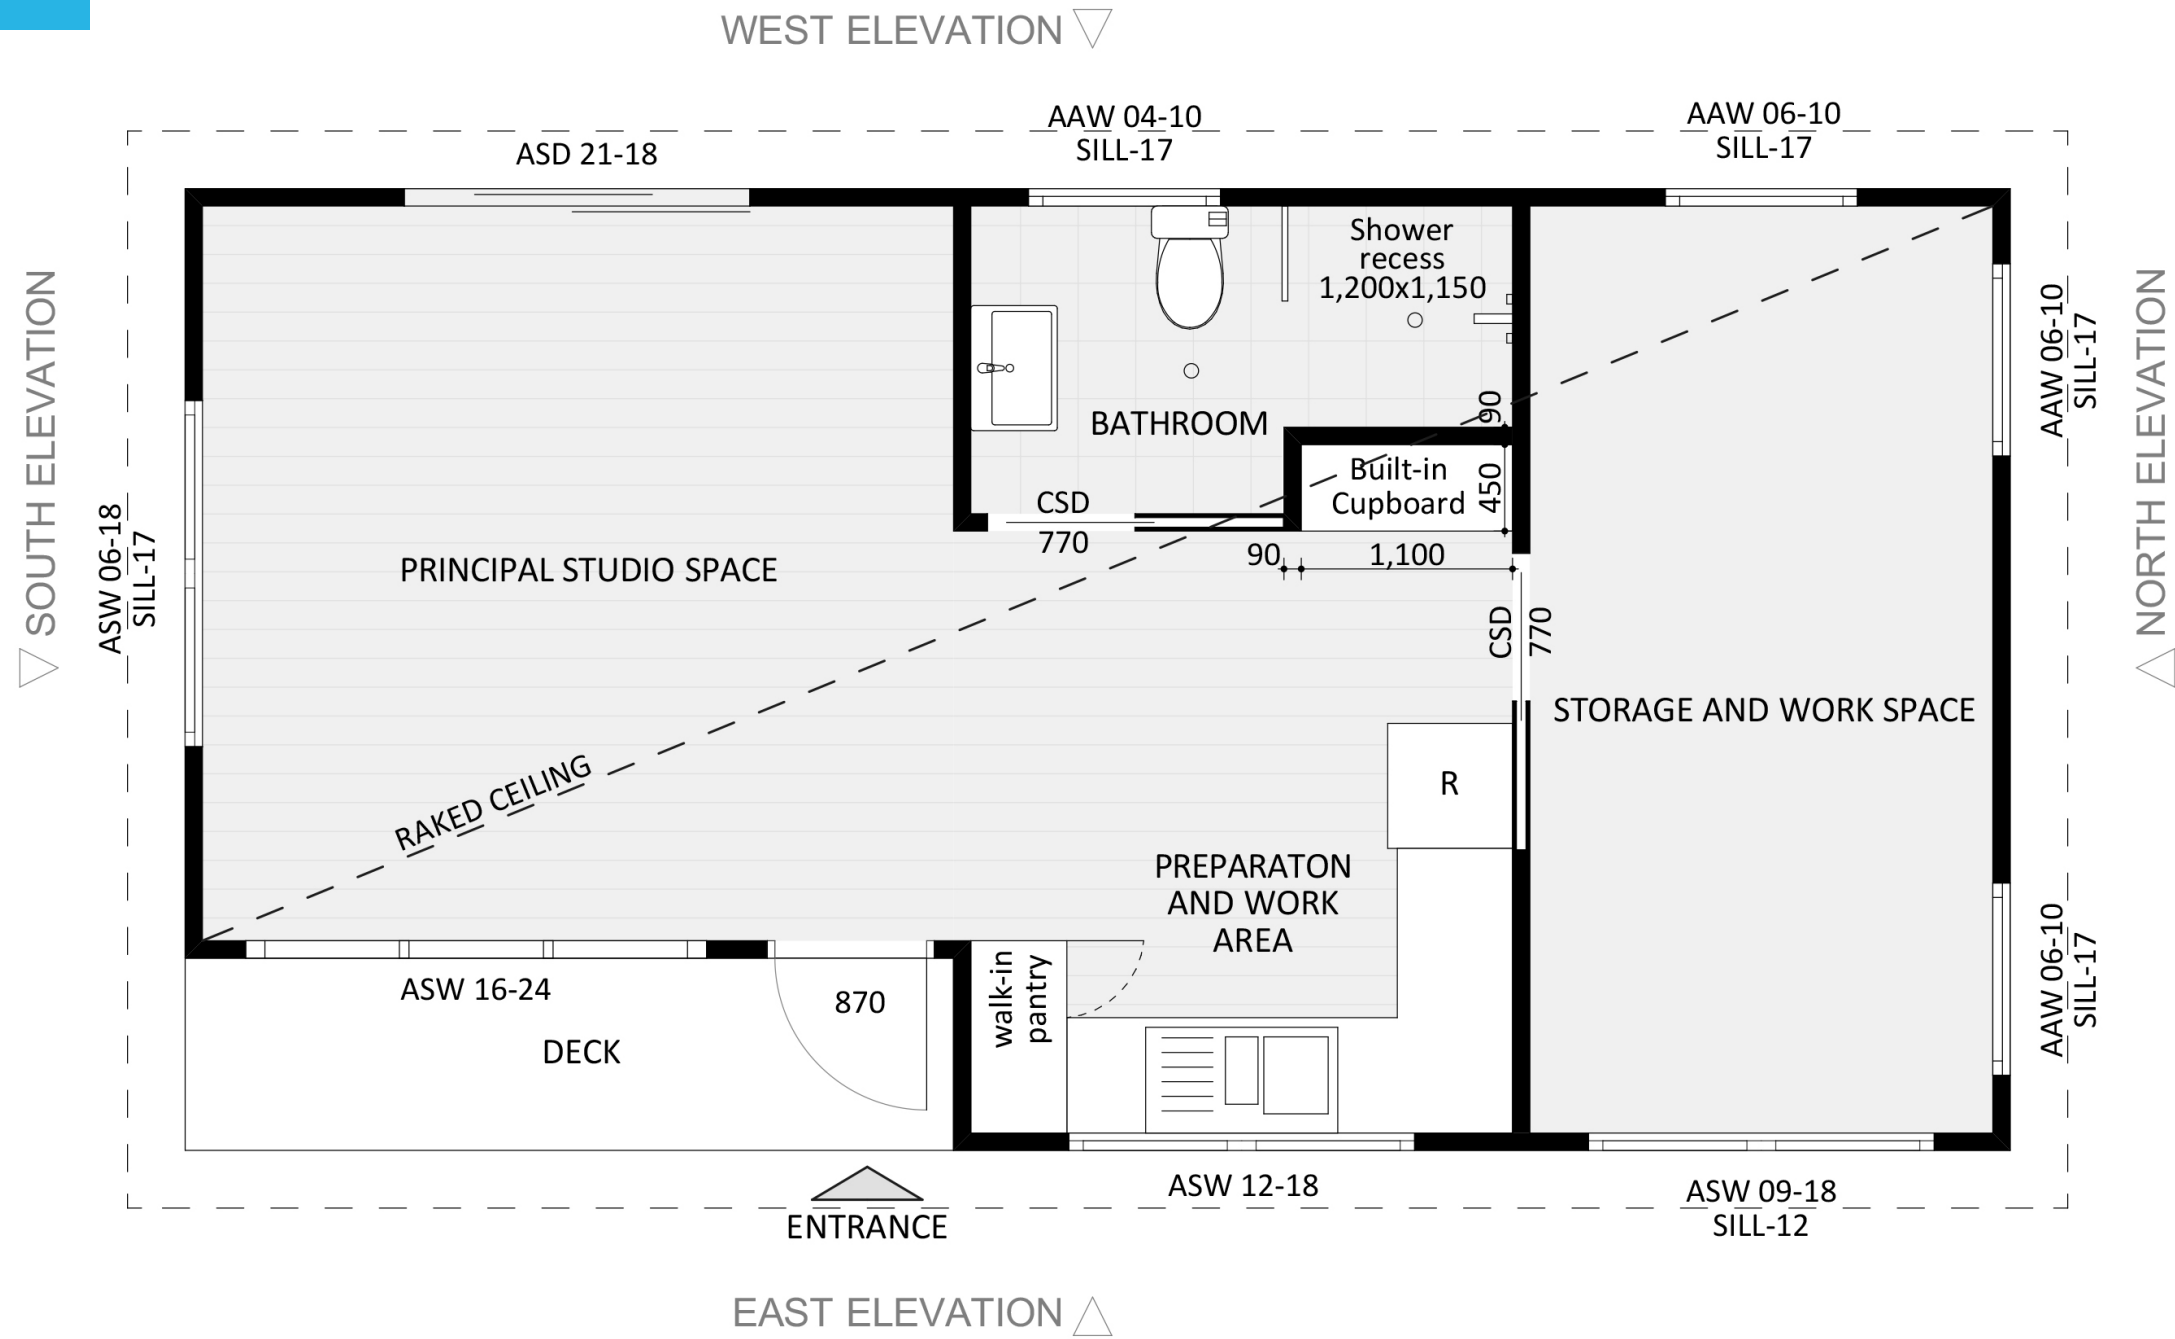 WEST ELEVATION
AAW 04-10
SILL-17
AAW 06-10
SILL-17
ASD 21-18
Shower
recess
1,200x1,150
SOUTH ELEVATION
NORTH ELEVATION
AAW 06-10
SILL-17
BATHROOM
90
Built-in
Cupboard
450
CSD
770
90
1,100
ASW 06-18
SILL-17
PRINCIPAL STUDIO SPACE
CSD
770
STORAGE AND WORK SPACE
R
RAKED CEILING
PREPARATON
AND WORK
AREA
walk-in
pantry
AAW 06-10
SILL-17
ASW 16-24
870
DECK
ASW 12-18
ASW 09-18
SILL-12
ENTRANCE
EAST ELEVATION